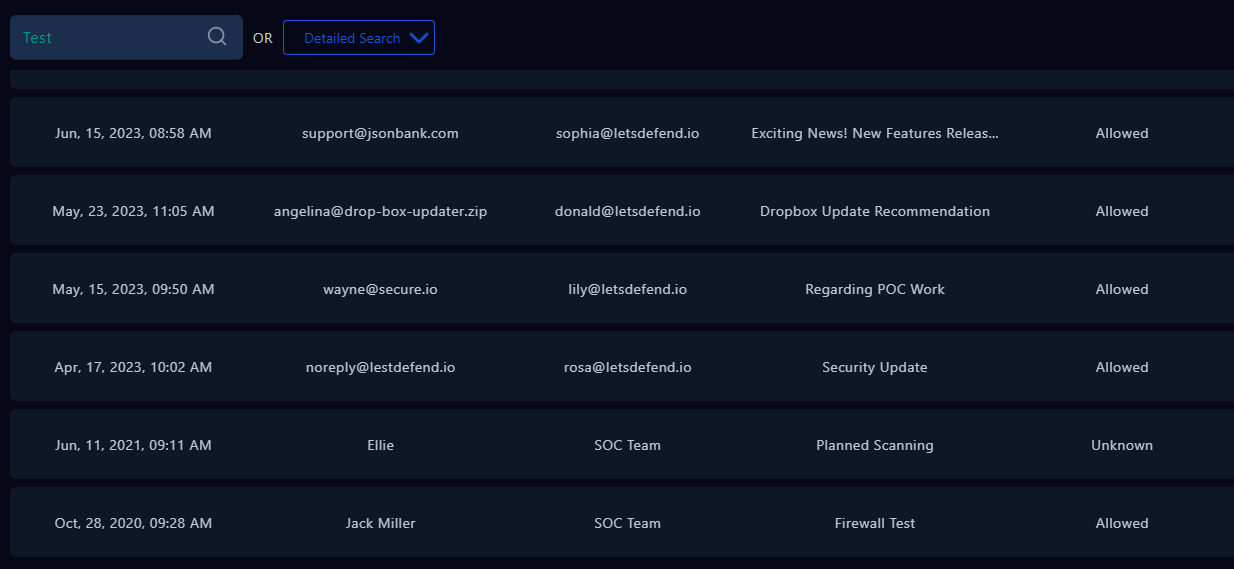 Test OR Detailed Search
Jun, 15, 2023, 08:58 AM support@jsonbank.com sophia@letsdefend.io Exciting News! New Features Releas... Allowed
May, 23, 2023, 11:05 AM angelina@drop-box-updater.zip donald@letsdefend.io Dropbox Update Recommendation Allowed
May, 15, 2023, 09:50 AM wayne@secure.io lily@letsdefend.io Regarding POC Work Allowed
Apr, 17, 2023, 10:02 AM noreply@lestdefend.io rosa@letsdefend.io Security Update Allowed
Jun, 11, 2021, 09:11 AM Ellie SOC Team Planned Scanning Unknown
Oct, 28, 2020, 09:28 AM Jack Miller SOC Team Firewall Test Allowed